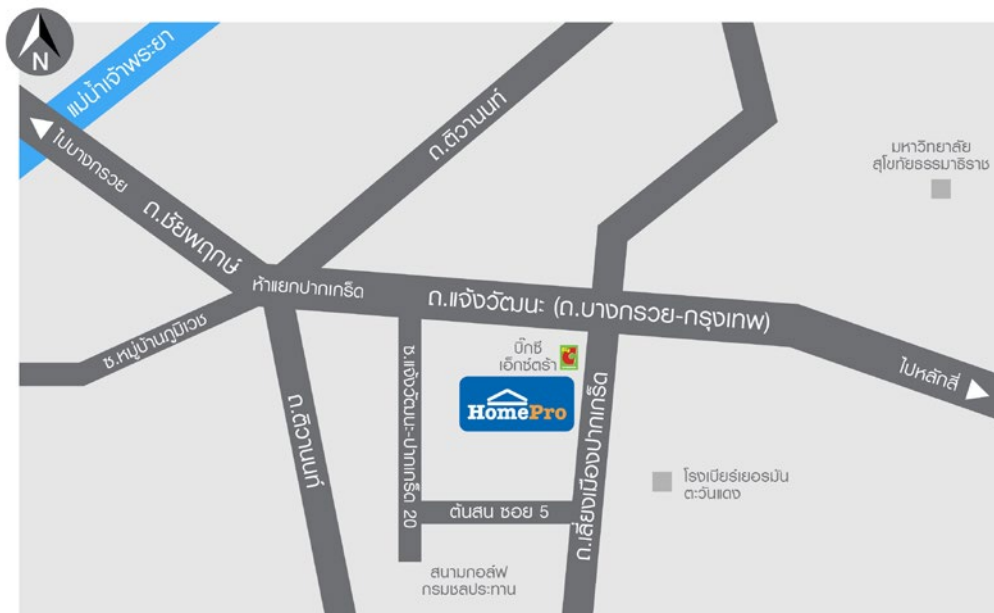 N
แม่น้ำเจ้าพระยา
ไปบางกรวย
ถ.ชัยพฤกษ์
ถ.ติวานนท์
มหาวิทยาลัย
สุโขทัยธรรมาธิราช
ห้าแยกปากเกร็ด
ถ.แจ้งวัฒนะ (ถ.บางกรวย-กรุงเทพ)
ซ.หมู่บ้านภูมิเวช
ไปหลักสี่
บิ๊กซี
เอ็กซ์ตร้า
HomePro
ซ.แจ้งวัฒนะ-ปากเกร็ด 20
ถ.ติวานนท์
ถ.เลี่ยงเมืองปากเกร็ด
โรงเบียร์เยอรมัน
ตะวันแดง
ต้นสน ซอย 5
สนามกอล์ฟ
กรมชลประทาน